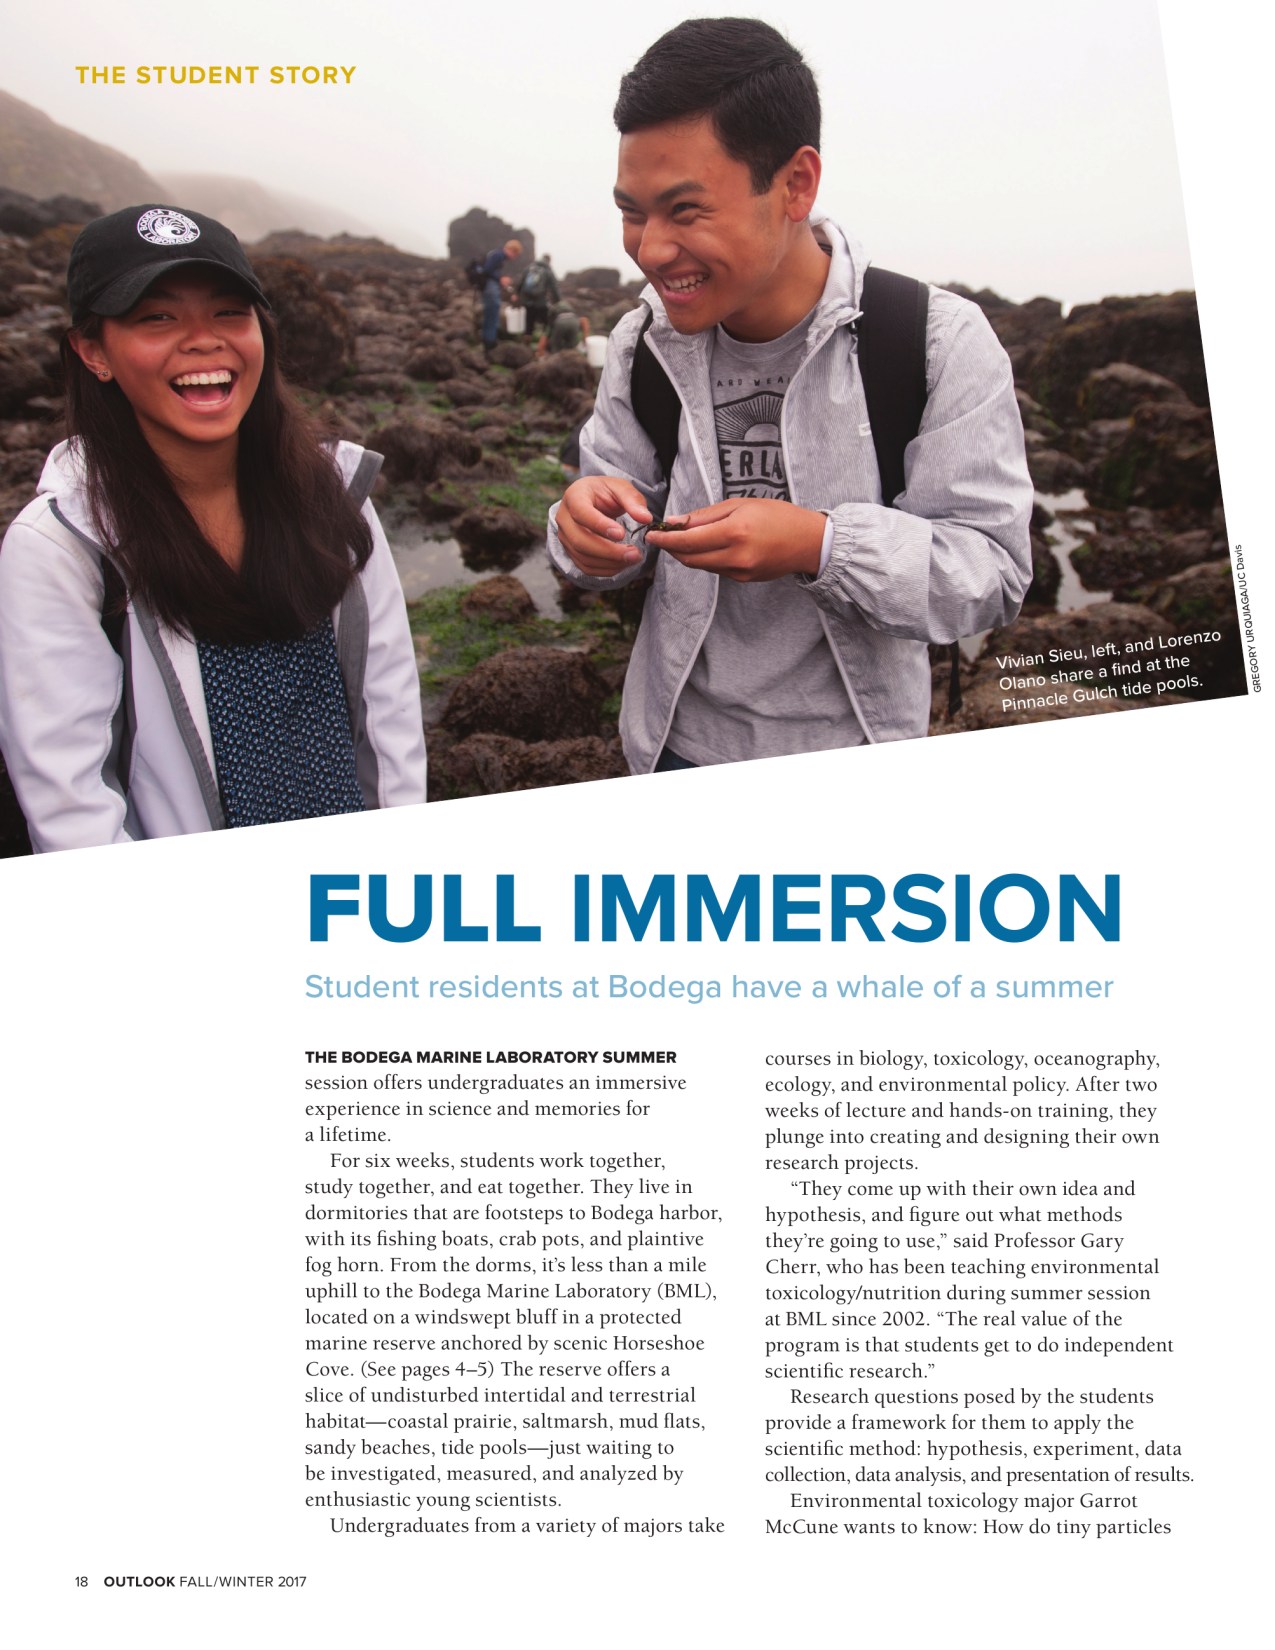 THE STUDENT STORY
BODEGA MARINE
LABORATORY
Vivian Sieu, left, and Lorenzo
Olano share a find at the
Pinnacle Gulch tide pools.
GREGORY URQUIAGA/UC Davis
FULL IMMERSION
Student residents at Bodega have a whale of a summer
THE BODEGA MARINE LABORATORY SUMMER
session offers undergraduates an immersive
experience in science and memories for
a lifetime.
For six weeks, students work together,
study together, and eat together. They live in
dormitories that are footsteps to Bodega harbor,
with its fishing boats, crab pots, and plaintive
fog horn. From the dorms, it’s less than a mile
uphill to the Bodega Marine Laboratory (BML),
located on a windswept bluff in a protected
marine reserve anchored by scenic Horseshoe
Cove. (See pages 4–5) The reserve offers a
slice of undisturbed intertidal and terrestrial
habitat—coastal prairie, saltmarsh, mud flats,
sandy beaches, tide pools—just waiting to
be investigated, measured, and analyzed by
enthusiastic young scientists.
Undergraduates from a variety of majors take
courses in biology, toxicology, oceanography,
ecology, and environmental policy. After two
weeks of lecture and hands-on training, they
plunge into creating and designing their own
research projects.
“They come up with their own idea and
hypothesis, and figure out what methods
they’re going to use,” said Professor Gary
Cherr, who has been teaching environmental
toxicology/nutrition during summer session
at BML since 2002. “The real value of the
program is that students get to do independent
scientific research.”
Research questions posed by the students
provide a framework for them to apply the
scientific method: hypothesis, experiment, data
collection, data analysis, and presentation of results.
Environmental toxicology major Garrot
McCune wants to know: How do tiny particles
18 OUTLOOK FALL/WINTER 2017